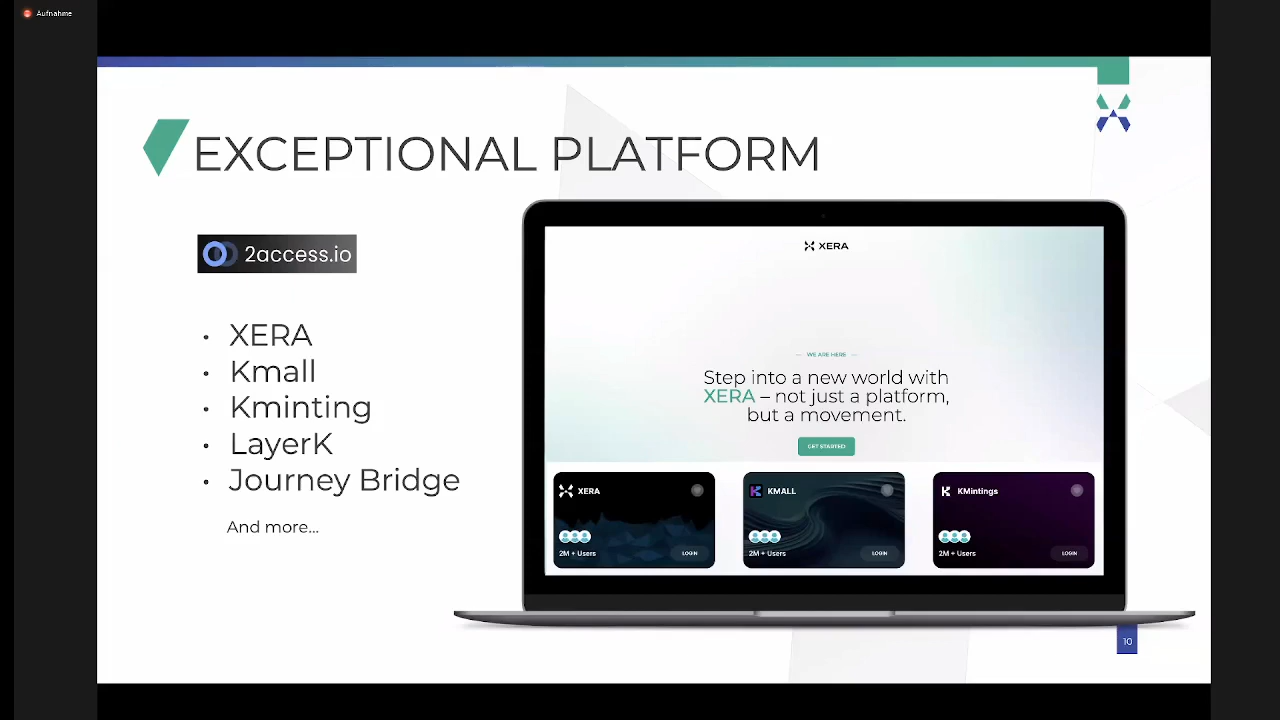 Aufnahme
EXCEPTIONAL PLATFORM
2access.io
• XERA
• Kmall
• Kminting
• LayerK
• Journey Bridge
And more...
XERA
— WE ARE HERE —
Step into a new world with
XERA – not just a platform,
but a movement.
GET STARTED
XERA
2M + Users
LOGIN
KMALL
2M + Users
LOGIN
KMintings
2M + Users
LOGIN
10